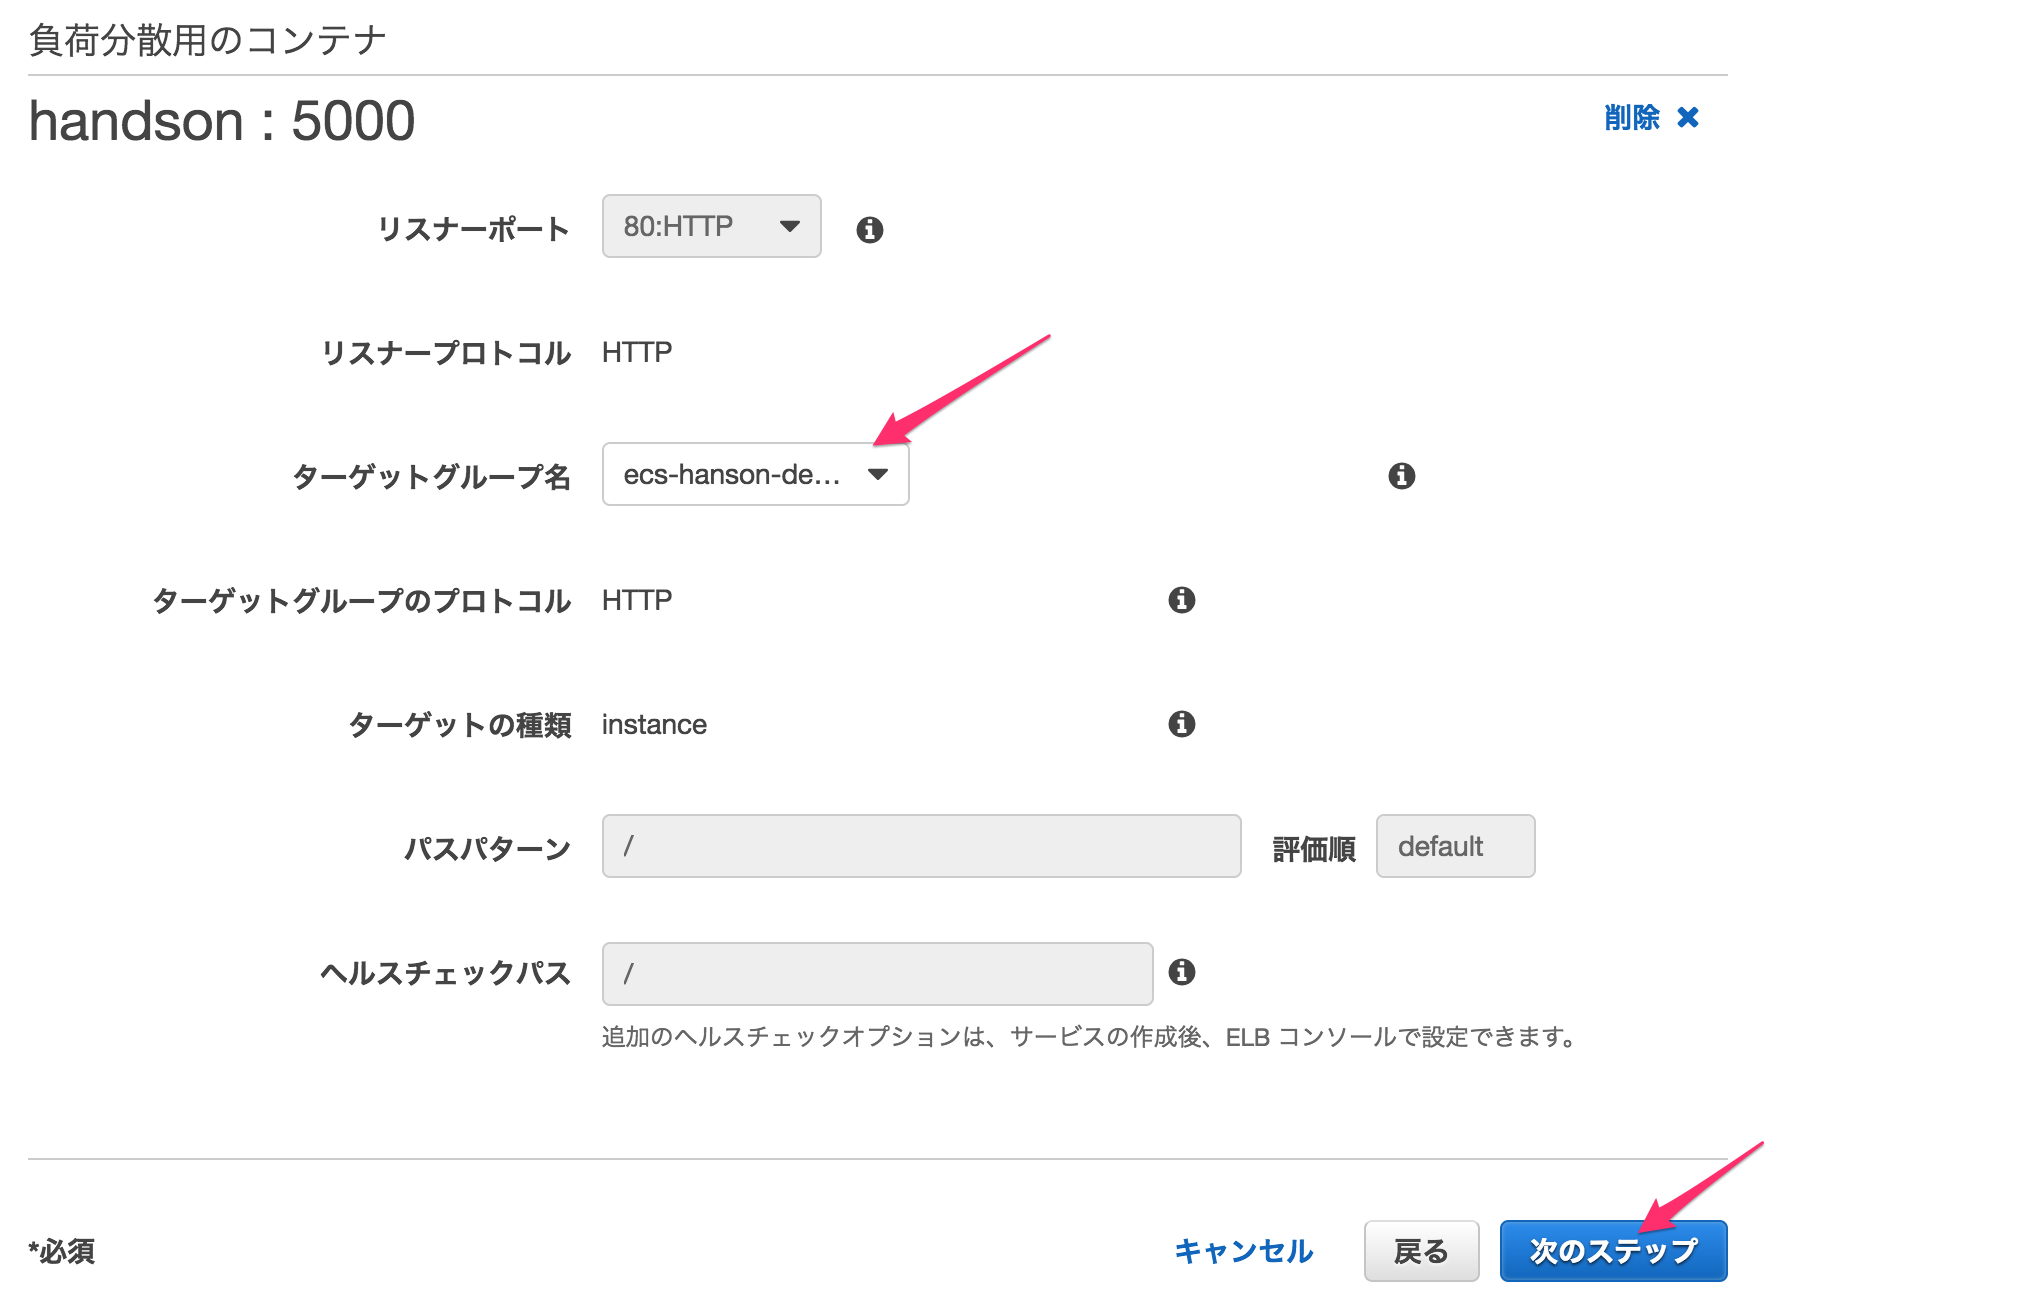 負荷分散用のコンテナ
handson : 5000
削除
リスナーポート 80:HTTP
リスナープロトコル HTTP
ターゲットグループ名 ecs-hanson-de...
ターゲットグループのプロトコル HTTP
ターゲットの種類 instance
パスパターン / 評価順 default
ヘルスチェックパス /
追加のヘルスチェックオプションは、サービスの作成後、ELB コンソールで設定できます。
*必須 キャンセル 戻る 次のステップ